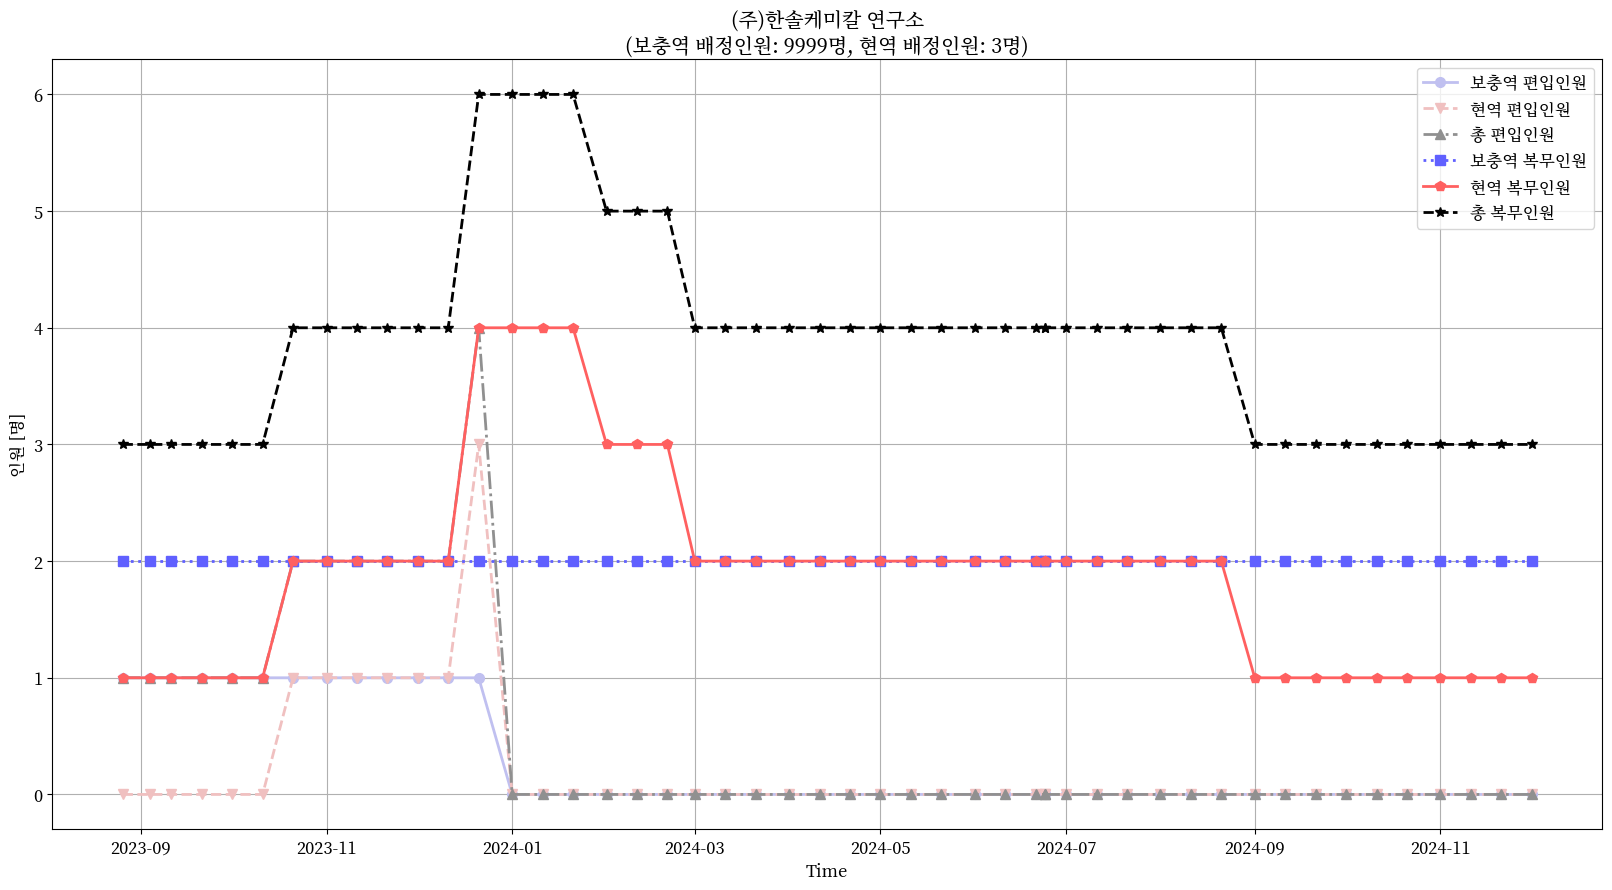 (주)한솔케미칼 연구소
(보충역 배정인원: 9999명, 현역 배정인원: 3명)
보충역 편입인원
현역 편입인원
총 편입인원
보충역 복무인원
현역 복무인원
총 복무인원
인원 [명]
6
5
4
3
2
1
0
2023-09 2023-11 2024-01 2024-03 2024-05 2024-07 2024-09 2024-11
Time